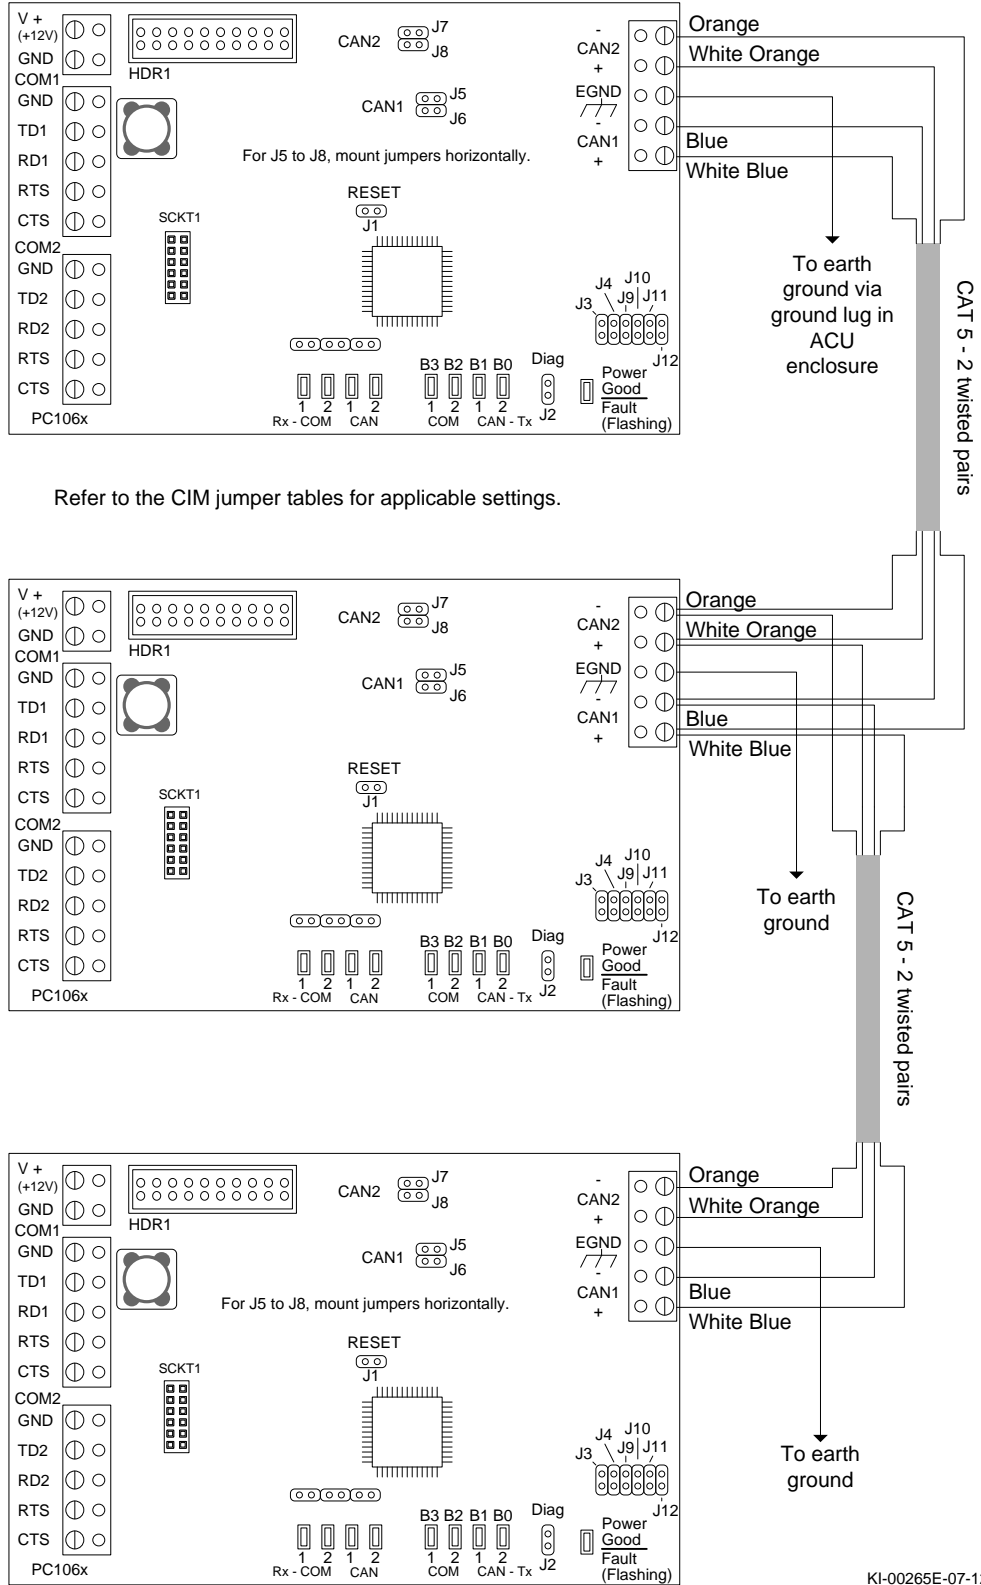 V +
(+12V)
GND
COM1
GND
TD1
RD1
RTS
CTS
COM2
GND
TD2
RD2
RTS
CTS
PC106x
HDR1
CAN2
J7
J8
CAN1
J5
J6
For J5 to J8, mount jumpers horizontally.
RESET
J1
SCKT1
J3
J4
J9
J10
J11
J12
B3 B2 B1 B0
Diag
J2
1 2 1 2
Rx - COM CAN
1 2 1 2
COM CAN - Tx
Power
Good
Fault
(Flashing)
-
CAN2
+
EGND
-
CAN1
+
Orange
White Orange
Blue
White Blue
To earth
ground via
ground lug in
ACU
enclosure
CAT 5 - 2 twisted pairs
Refer to the CIM jumper tables for applicable settings.
V +
(+12V)
GND
COM1
GND
TD1
RD1
RTS
CTS
COM2
GND
TD2
RD2
RTS
CTS
PC106x
HDR1
CAN2
J7
J8
CAN1
J5
J6
RESET
J1
SCKT1
J3
J4
J9
J10
J11
J12
B3 B2 B1 B0
Diag
J2
1 2 1 2
Rx - COM CAN
1 2 1 2
COM CAN - Tx
Power
Good
Fault
(Flashing)
-
CAN2
+
EGND
-
CAN1
+
Orange
White Orange
Blue
White Blue
To earth
ground
CAT 5 - 2 twisted pairs
V +
(+12V)
GND
COM1
GND
TD1
RD1
RTS
CTS
COM2
GND
TD2
RD2
RTS
CTS
PC106x
HDR1
CAN2
J7
J8
CAN1
J5
J6
For J5 to J8, mount jumpers horizontally.
RESET
J1
SCKT1
J3
J4
J9
J10
J11
J12
B3 B2 B1 B0
Diag
J2
1 2 1 2
Rx - COM CAN
1 2 1 2
COM CAN - Tx
Power
Good
Fault
(Flashing)
-
CAN2
+
EGND
-
CAN1
+
Orange
White Orange
Blue
White Blue
To earth
ground